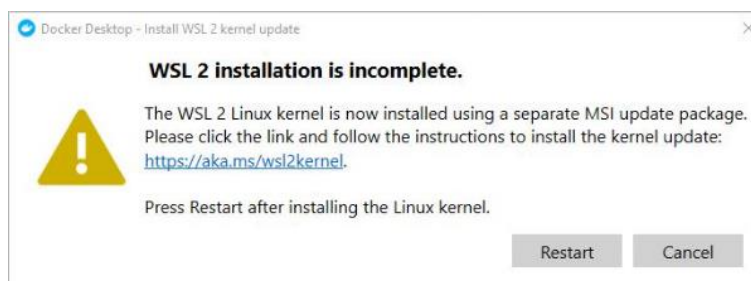 Docker Desktop - Install WSL 2 kernel update
WSL 2 installation is incomplete.
The WSL 2 Linux kernel is now installed using a separate MSI update package.
Please click the link and follow the instructions to install the kernel update:
https://aka.ms/wsl2kernel.
Press Restart after installing the Linux kernel.
Restart Cancel